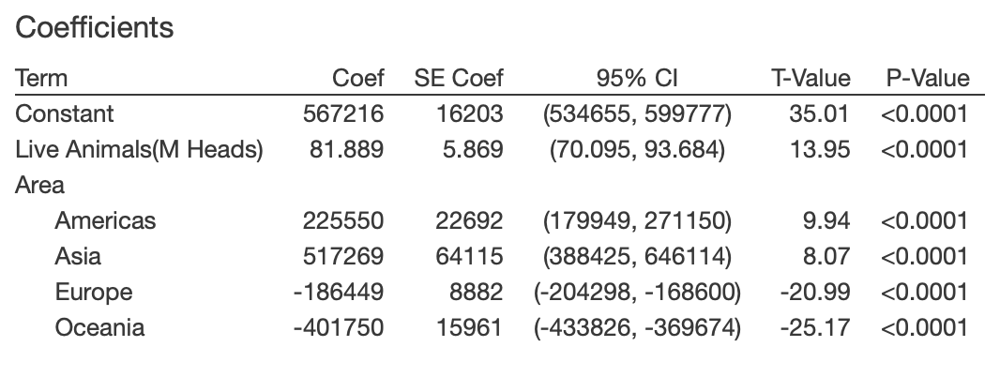 Coefficients
Term Coef SE Coef 95% CI T-Value P-Value
Constant 567216 16203 (534655, 599777) 35.01 <0.0001
Live Animals(M Heads) 81.889 5.869 (70.095, 93.684) 13.95 <0.0001
Area
Americas 225550 22692 (179949, 271150) 9.94 <0.0001
Asia 517269 64115 (388425, 646114) 8.07 <0.0001
Europe -186449 8882 (-204298, -168600) -20.99 <0.0001
Oceania -401750 15961 (-433826, -369674) -25.17 <0.0001